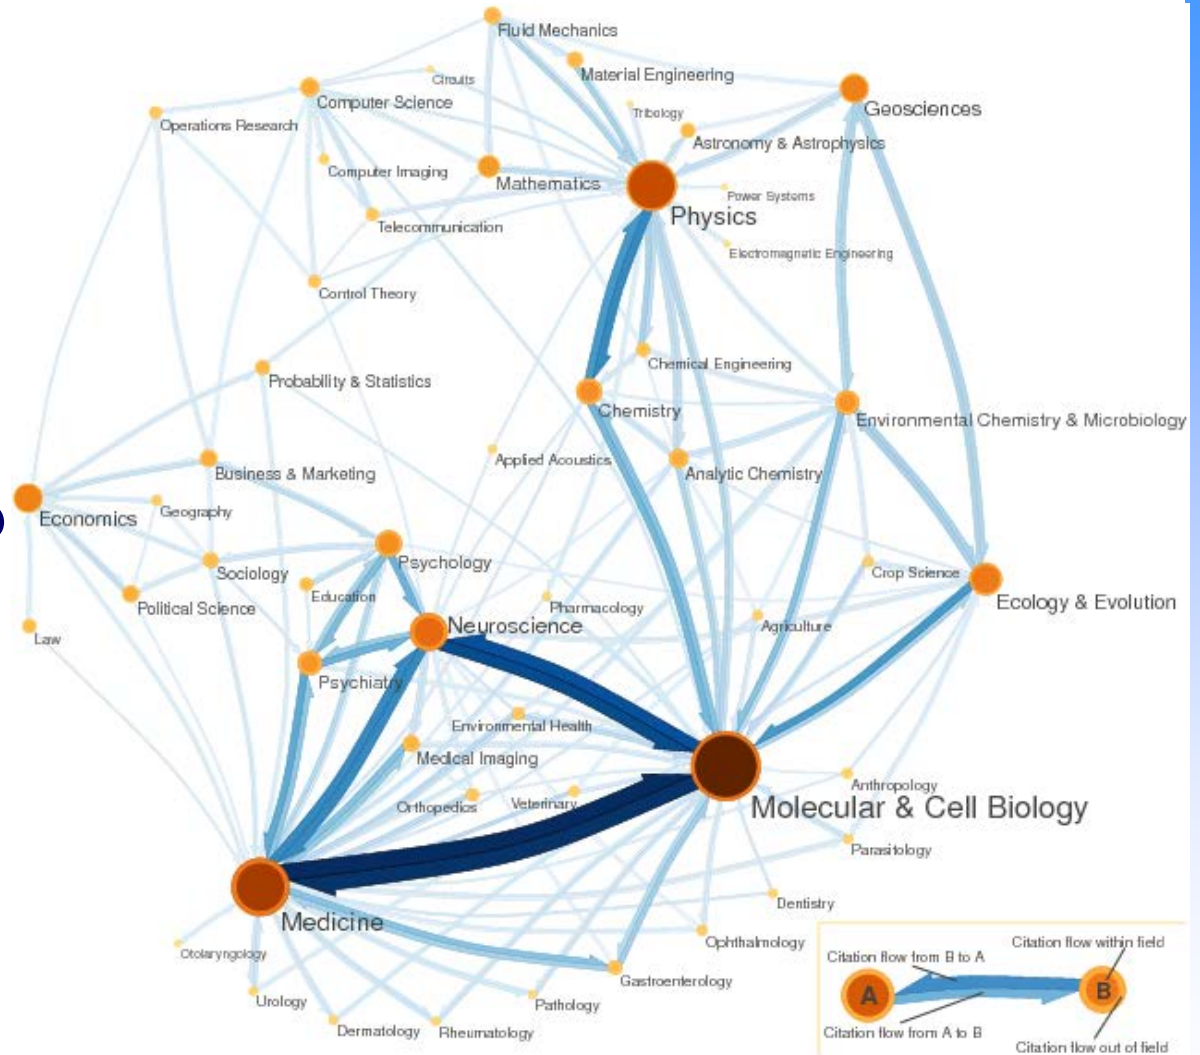 Fluid Mechanics
Material Engineering
Circuits
Computer Science
Geosciences
Tribology
Operations Research
Astronomy & Astrophysics
Computer Imaging
Mathematics
Power Systems
Physics
Telecommunication
Electromagnetic Engineering
Control Theory
Chemical Engineering
Probability & Statistics
Chemistry
Environmental Chemistry & Microbiology
Applied Acoustics
Business & Marketing
Analytic Chemistry
Economics
Geography
Psychology
Sociology
Crop Science
Education
Political Science
Pharmacology
Ecology & Evolution
Neuroscience
Agriculture
Law
Psychiatry
Environmental Health
Medical Imaging
Anthropology
Orthopedics
Veterinary
Molecular & Cell Biology
Parasitology
Medicine
Dentistry
Ophthalmology
Otolaryngology
Gastroenterology
Urology
Pathology
Dermatology
Rheumatology
Citation flow within field
Citation flow from B to A
A
B
Citation flow from A to B
Citation flow out of field